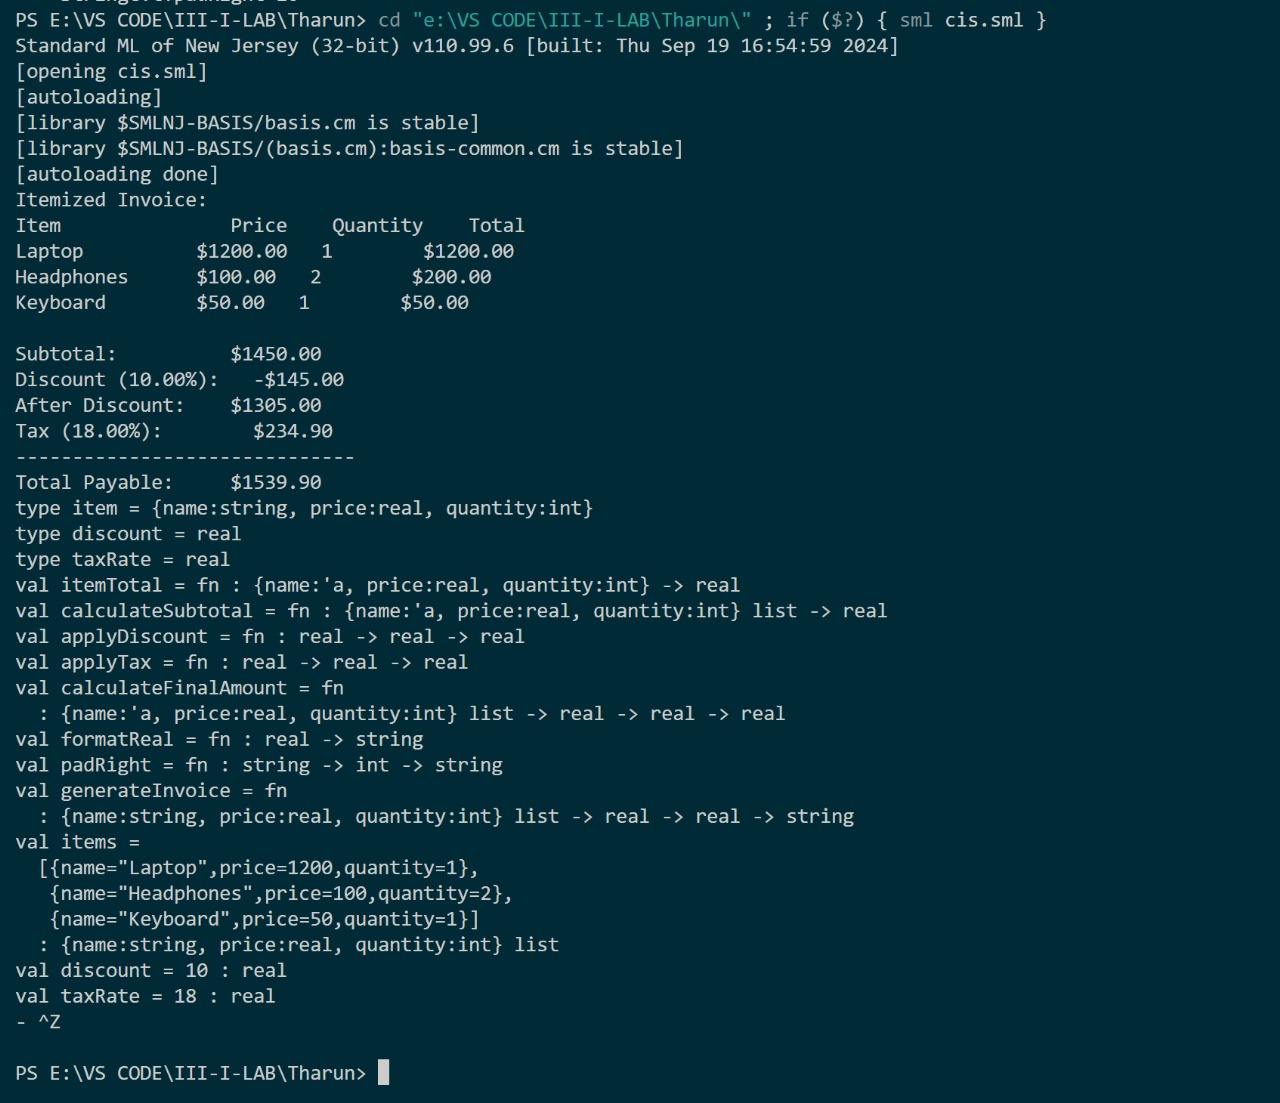 PS E:\VS CODE\III-I-LAB\Tharun> cd "e:\VS CODE\III-I-LAB\Tharun\" ; if ($?) { sml cis.sml }
Standard ML of New Jersey (32-bit) v110.99.6 [built: Thu Sep 19 16:54:59 2024]
[opening cis.sml]
[autoloading]
[library $SMLNJ-BASIS/basis.cm is stable]
[library $SMLNJ-BASIS/(basis.cm):basis-common.cm is stable]
[autoloading done]
Itemized Invoice:
Item               Price    Quantity    Total
Laptop          $1200.00   1        $1200.00
Headphones      $100.00   2        $200.00
Keyboard        $50.00   1        $50.00

Subtotal:          $1450.00
Discount (10.00%):   -$145.00
After Discount:    $1305.00
Tax (18.00%):        $234.90
------------------------------
Total Payable:     $1539.90
type item = {name:string, price:real, quantity:int}
type discount = real
type taxRate = real
val itemTotal = fn : {name:'a, price:real, quantity:int} -> real
val calculateSubtotal = fn : {name:'a, price:real, quantity:int} list -> real
val applyDiscount = fn : real -> real -> real
val applyTax = fn : real -> real -> real
val calculateFinalAmount = fn
  : {name:'a, price:real, quantity:int} list -> real -> real -> real
val formatReal = fn : real -> string
val padRight = fn : string -> int -> string
val generateInvoice = fn
  : {name:string, price:real, quantity:int} list -> real -> real -> string
val items =
  [{name="Laptop",price=1200,quantity=1},
   {name="Headphones",price=100,quantity=2},
   {name="Keyboard",price=50,quantity=1}]
  : {name:string, price:real, quantity:int} list
val discount = 10 : real
val taxRate = 18 : real
- ^Z

PS E:\VS CODE\III-I-LAB\Tharun>